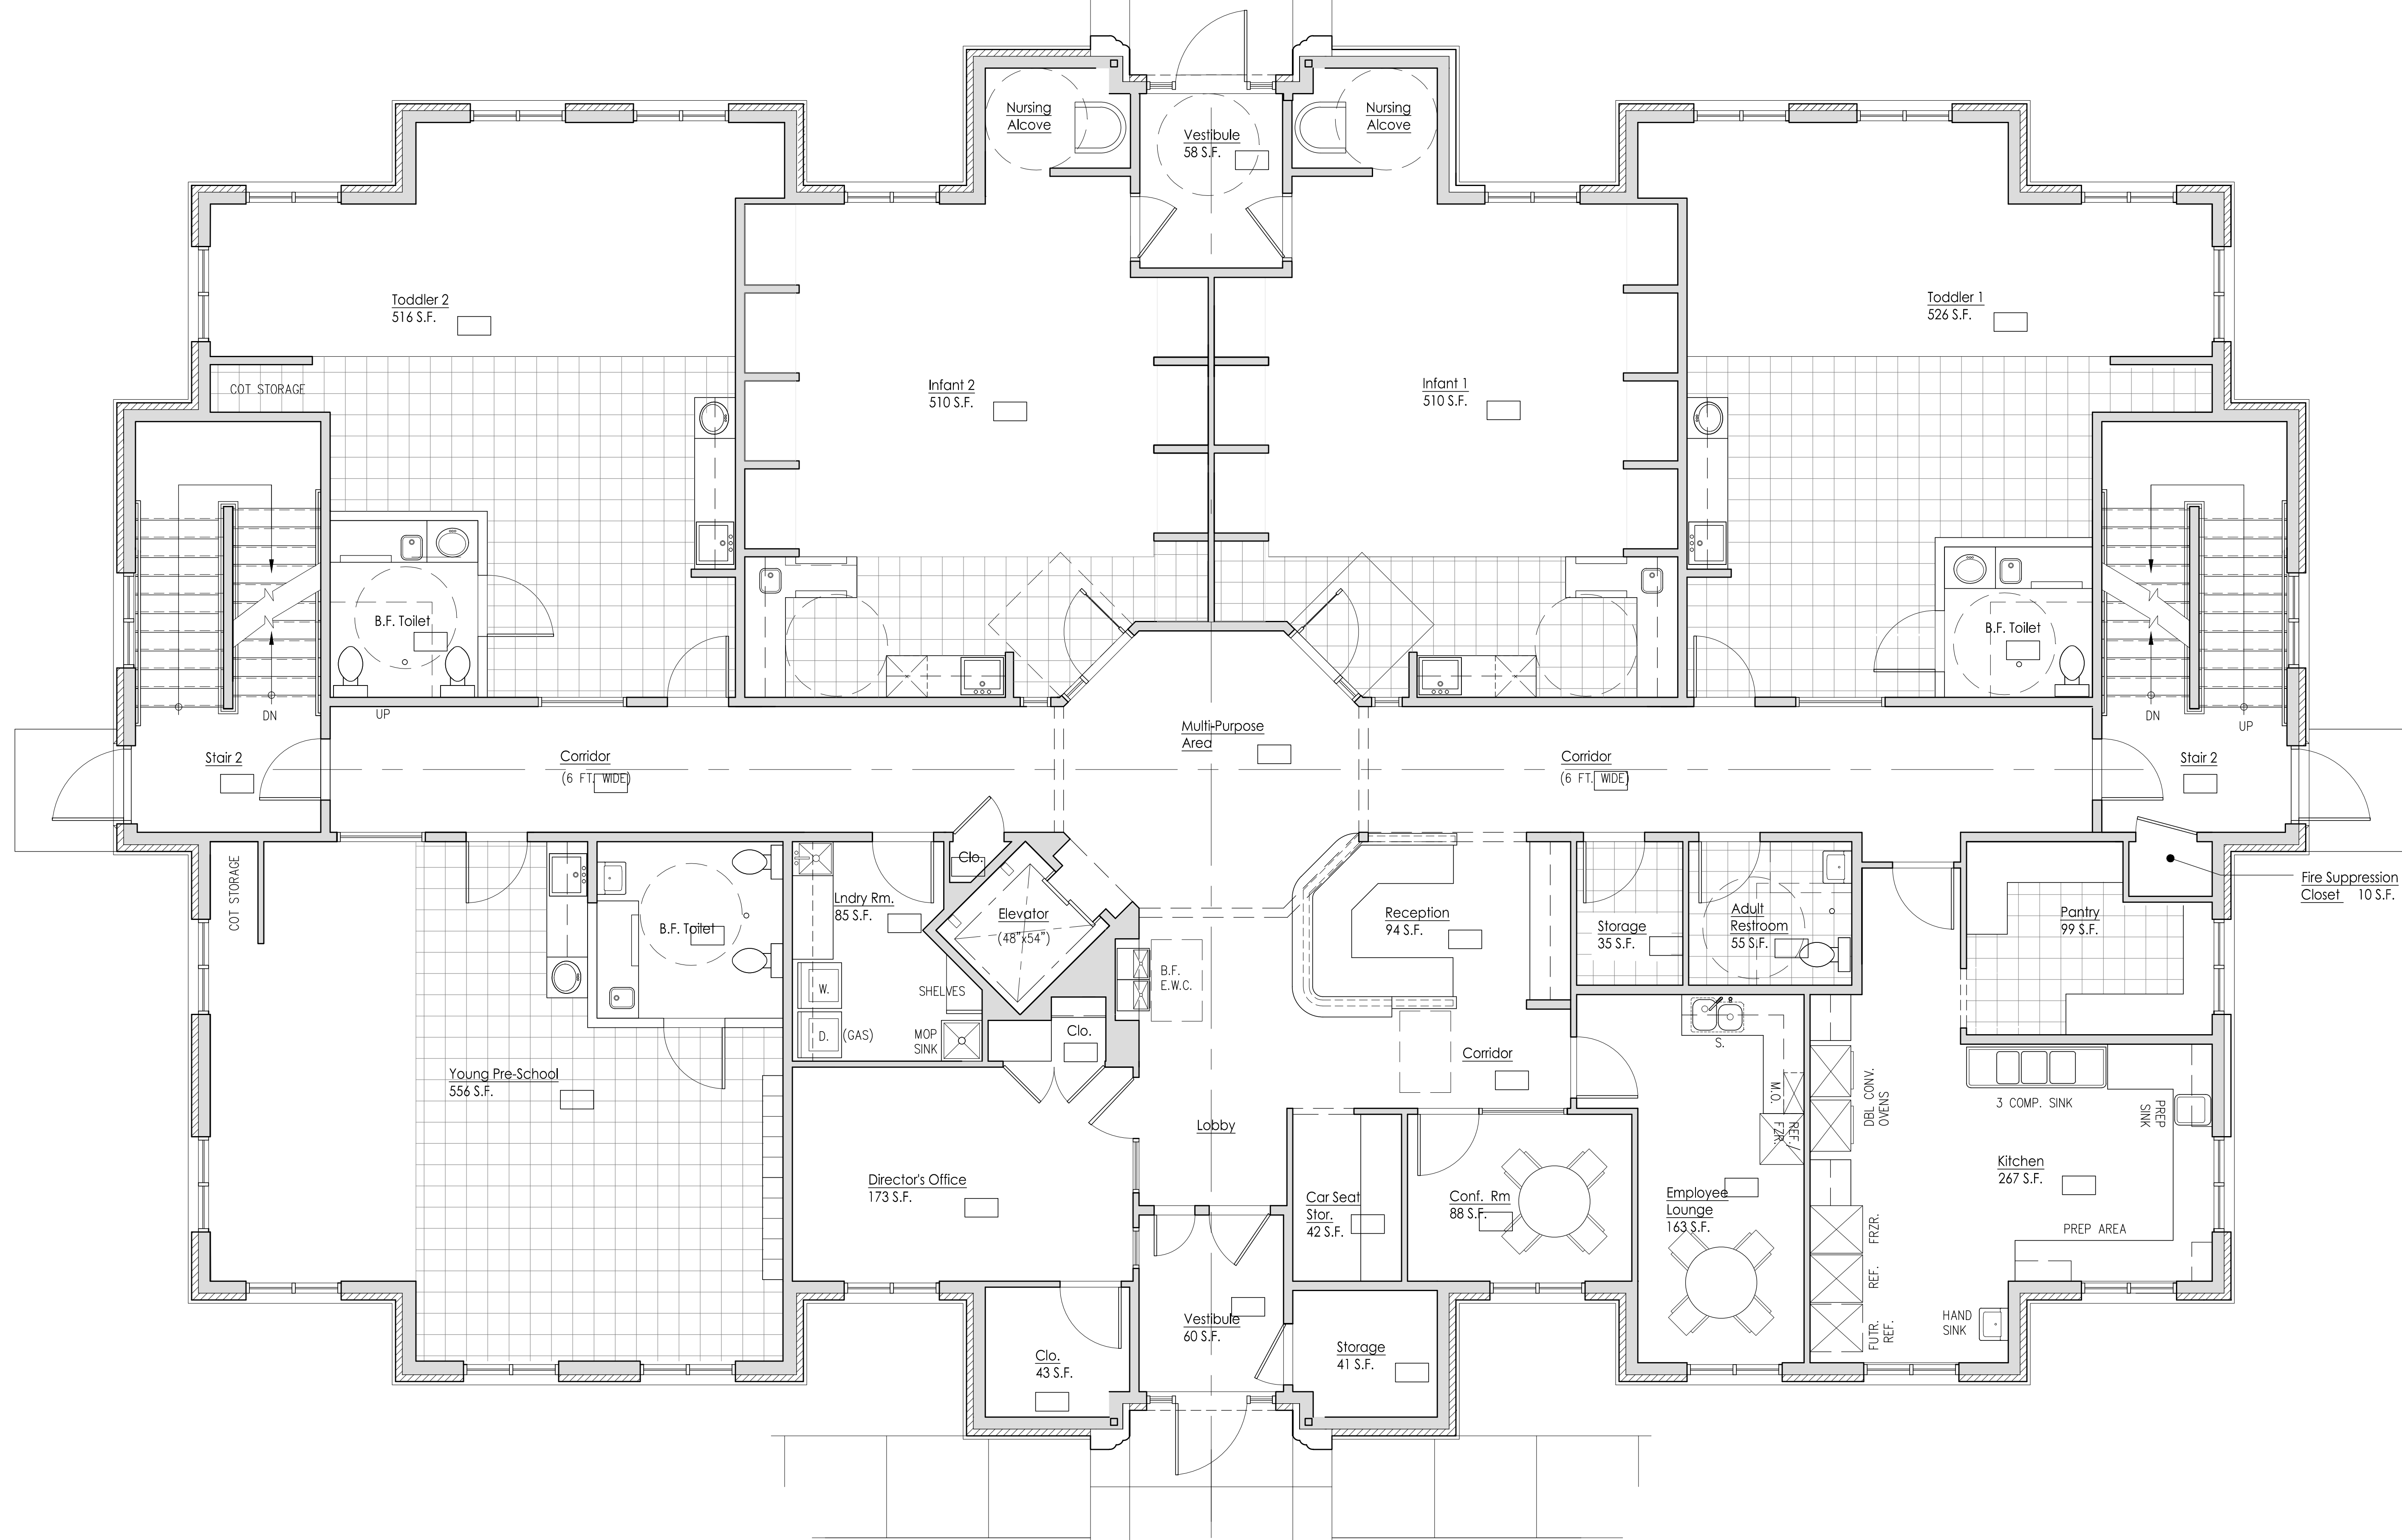 Nursing
Alcove
Vestibule
58 S.F.
Nursing
Alcove
Toddler 2
516 S.F.
Toddler 1
526 S.F.
COT STORAGE
Infant 2
510 S.F.
Infant 1
510 S.F.
B.F. Toilet
B.F. Toilet
DN
UP
DN
UP
Multi-Purpose
Area
Stair 2
Corridor
(6 FT. WIDE)
Corridor
(6 FT. WIDE)
Stair 2
COT STORAGE
Clo.
Lndry Rm.
85 S.F.
Elevator
(48"x54")
Reception
94 S.F.
Storage
35 S.F.
Adult
Restroom
55 S.F.
Pantry
99 S.F.
Fire Suppression
Closet 10 S.F.
B.F. Toilet
B.F.
E.W.C.
W.
SHELVES
D.
(GAS)
MOP
SINK
Clo.
S.
Corridor
Young Pre-School
556 S.F.
M.O.
REF./
FZR.
DBL CONV.
OVENS
3 COMP. SINK
PREP
SINK
Lobby
Director's Office
173 S.F.
Car Seat
Stor.
42 S.F.
Conf. Rm
88 S.F.
Employee
Lounge
163 S.F.
Kitchen
267 S.F.
PREP AREA
FRZR.
REF.
FUTR.
REF.
HAND
SINK
Vestibule
60 S.F.
Clo.
43 S.F.
Storage
41 S.F.